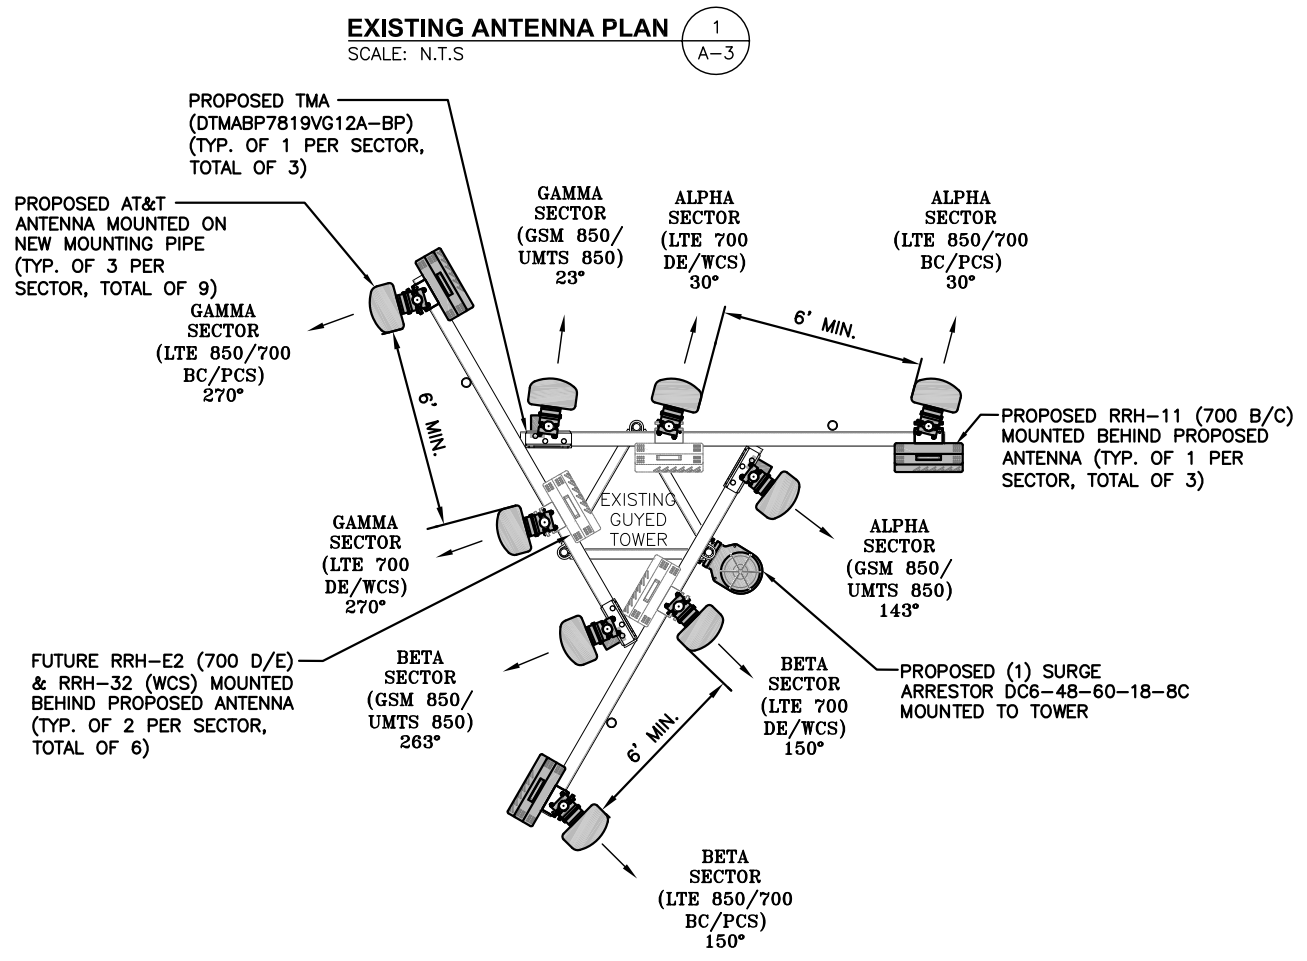 EXISTING ANTENNA PLAN
SCALE: N.T.S
1
A-3
PROPOSED TMA
(DTMABP7819VG12A-BP)
(TYP. OF 1 PER SECTOR,
TOTAL OF 3)
PROPOSED AT&T
ANTENNA MOUNTED ON
NEW MOUNTING PIPE
(TYP. OF 3 PER
SECTOR, TOTAL OF 9)
GAMMA
SECTOR
(GSM 850/
UMTS 850)
23°
ALPHA
SECTOR
(LTE 700
DE/WCS)
30°
ALPHA
SECTOR
(LTE 850/700
BC/PCS)
30°
GAMMA
SECTOR
(LTE 850/700
BC/PCS)
270°
6' MIN.
6' MIN.
PROPOSED RRH-11 (700 B/C)
MOUNTED BEHIND PROPOSED
ANTENNA (TYP. OF 1 PER
SECTOR, TOTAL OF 3)
EXISTING
GUYED
TOWER
GAMMA
SECTOR
(LTE 700
DE/WCS)
270°
ALPHA
SECTOR
(GSM 850/
UMTS 850)
143°
FUTURE RRH-E2 (700 D/E)
& RRH-32 (WCS) MOUNTED
BEHIND PROPOSED ANTENNA
(TYP. OF 2 PER SECTOR,
TOTAL OF 6)
BETA
SECTOR
(GSM 850/
UMTS 850)
263°
BETA
SECTOR
(LTE 700
DE/WCS)
150°
PROPOSED (1) SURGE
ARRESTOR DC6-48-60-18-8C
MOUNTED TO TOWER
6' MIN.
BETA
SECTOR
(LTE 850/700
BC/PCS)
150°